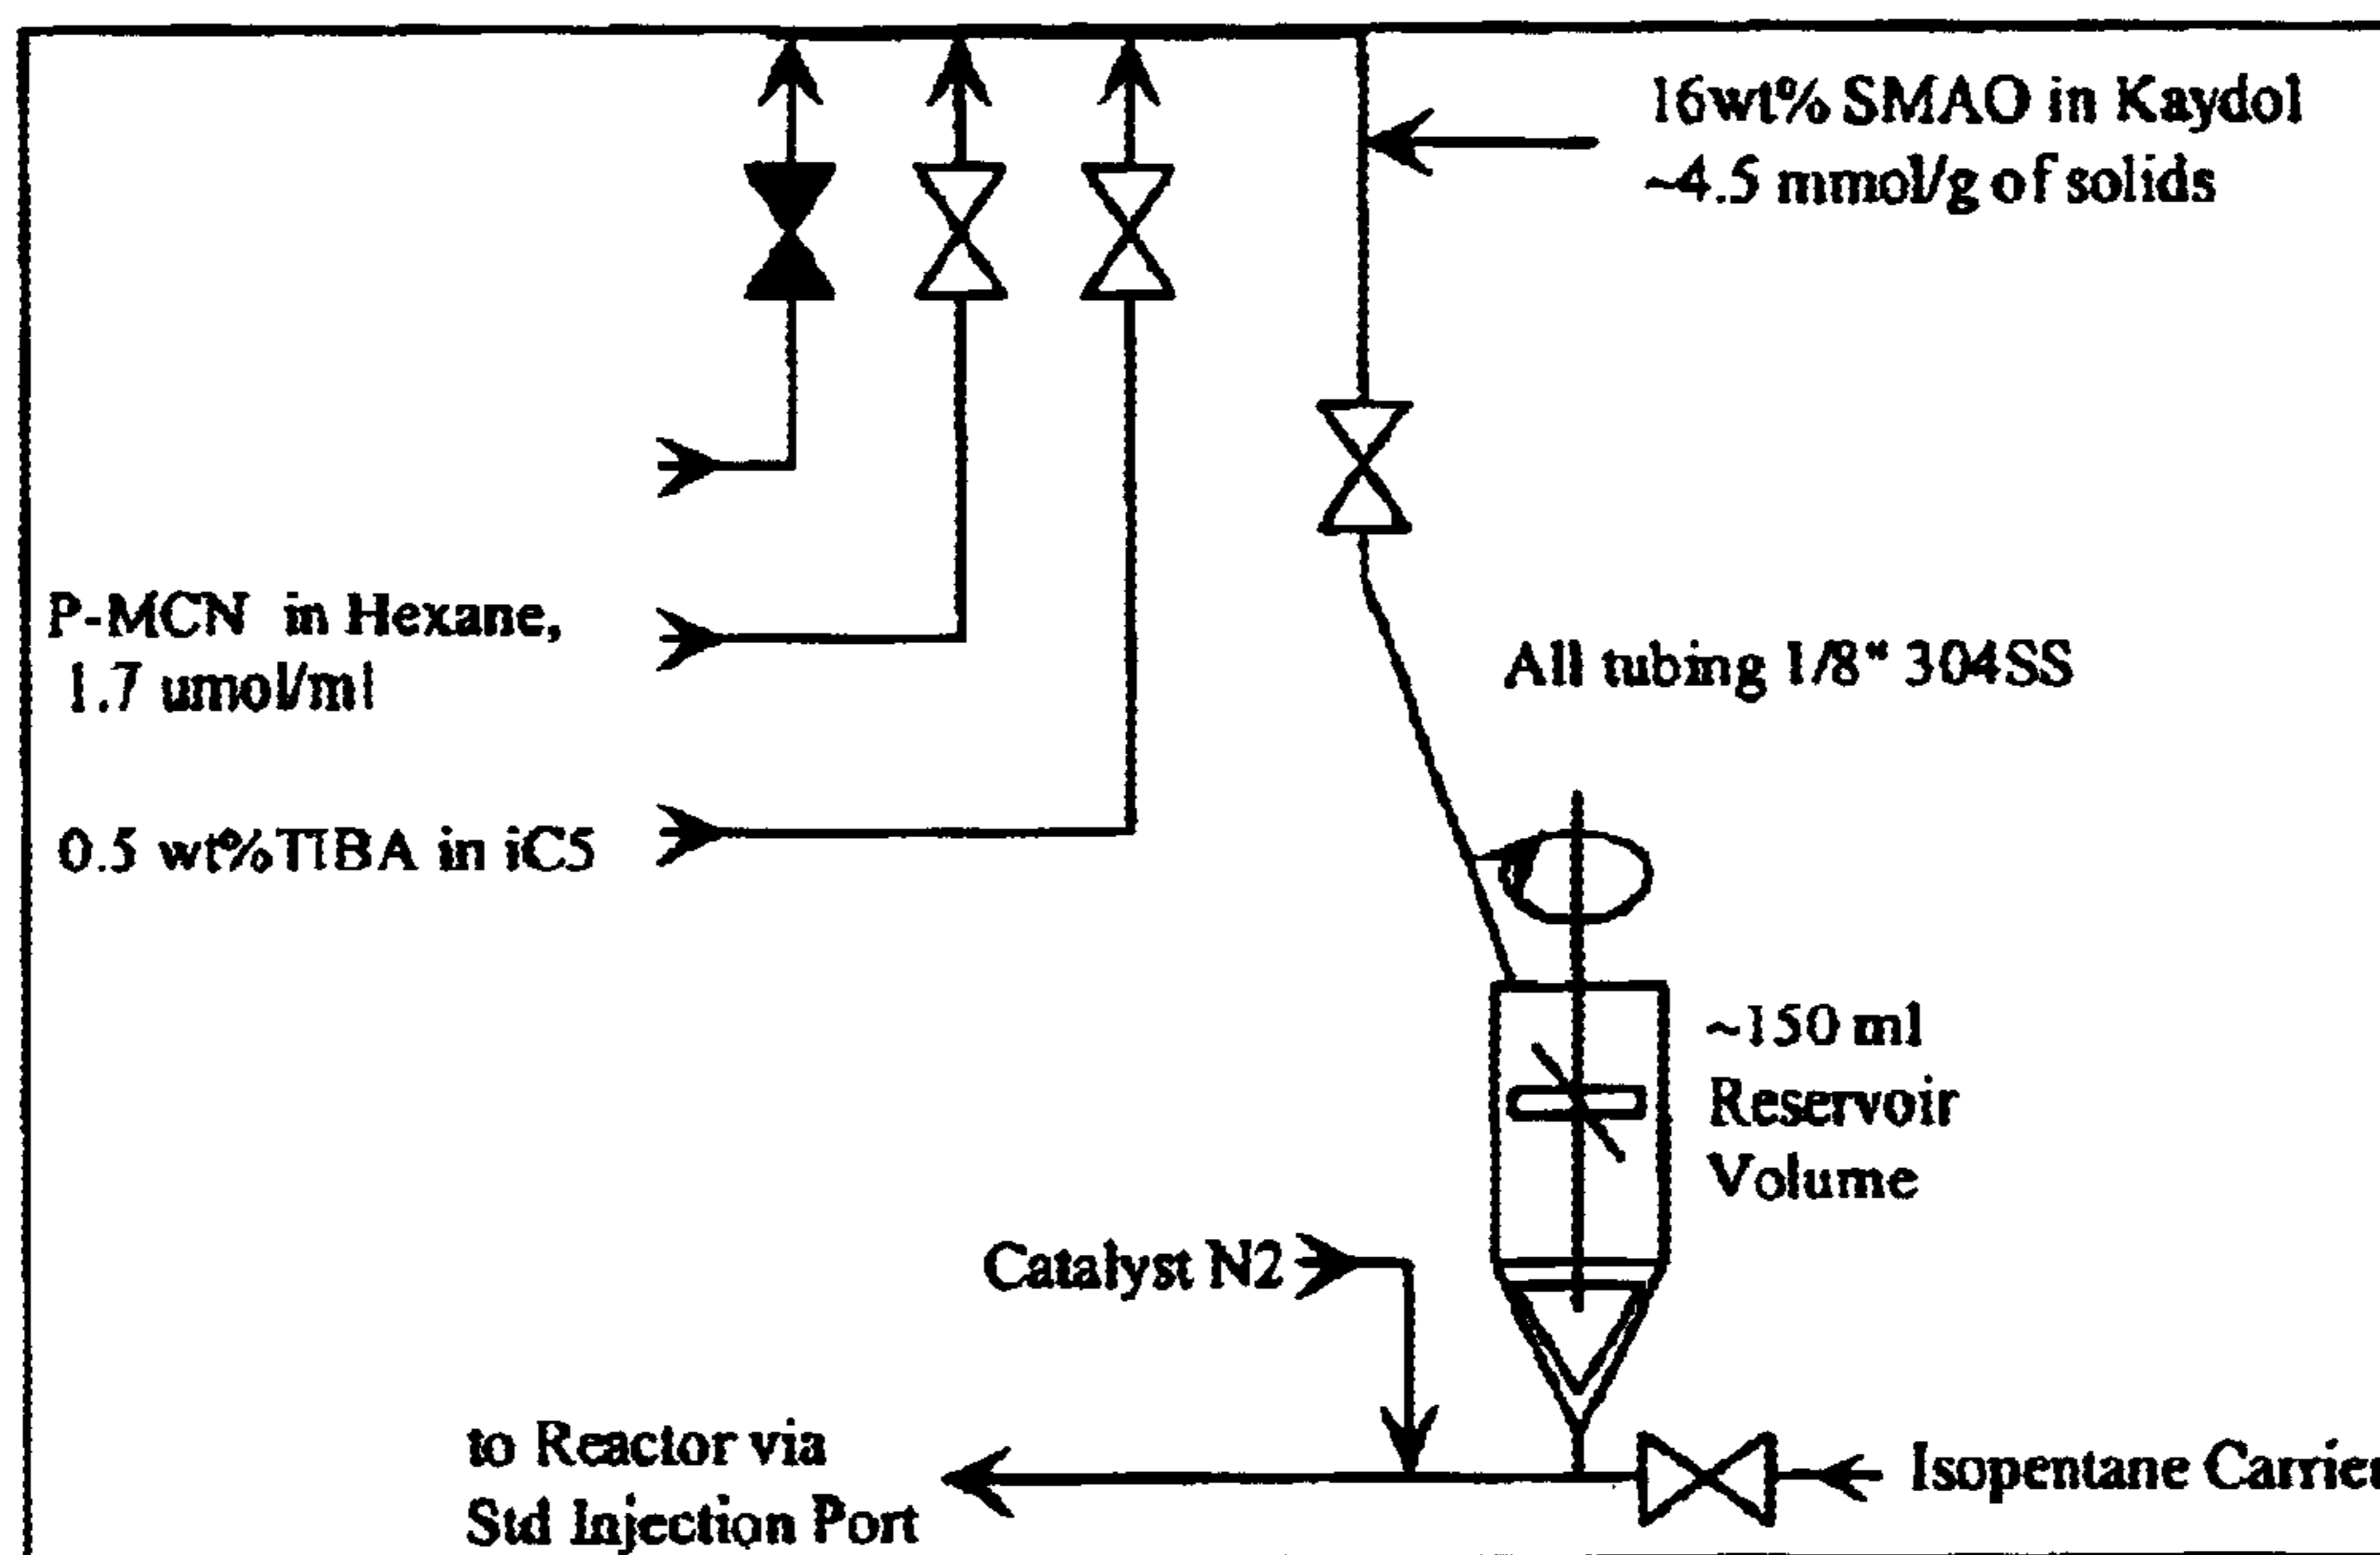 16wt% SMAO in Kaydol
~4.5 mmol/g of solids
P-MCN in Hexane,
1.7 umol/ml
All tubing 1/8" 304SS
0.5 wt%TIBA in iC5
~150 ml
Reservoir
Volume
Catalyst N2
to Reactor via
Std Injection Port
Isopentane Carrie